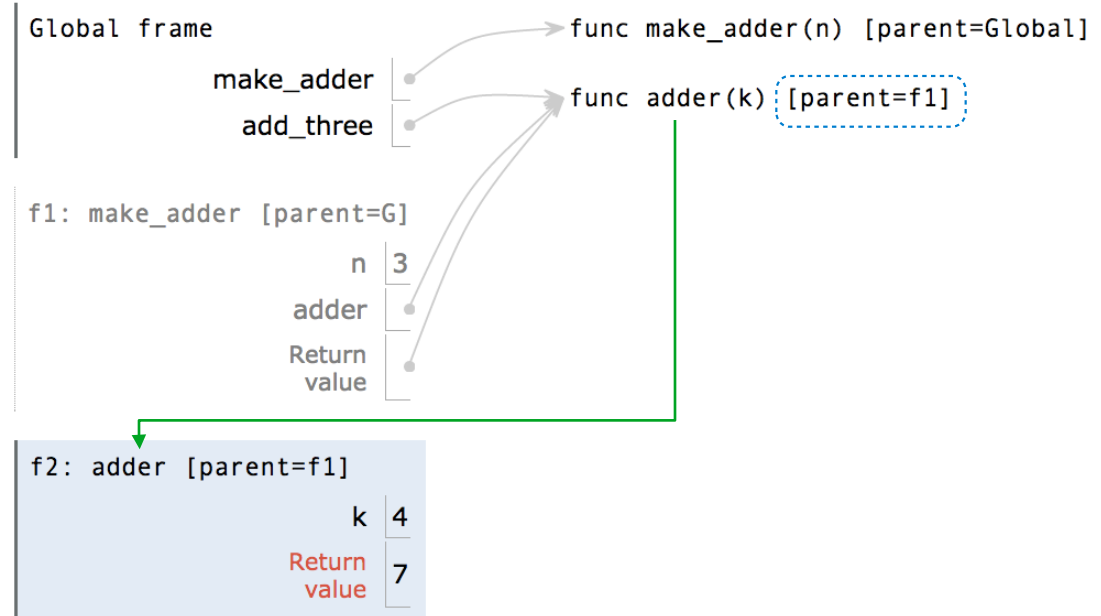 Global frame
func make_adder(n) [parent=Global]
make_adder
func adder(k) [parent=f1]
add_three
f1: make_adder [parent=G]
n 3
adder
Return
value
f2: adder [parent=f1]
k 4
Return
value 7